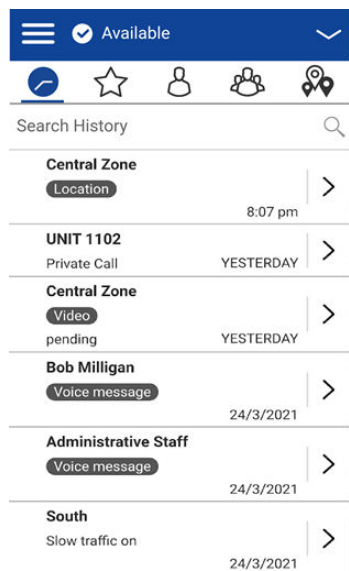 Available
Search History
Central Zone
Location
8:07 pm
UNIT 1102
Private Call YESTERDAY
Central Zone
Video
pending YESTERDAY
Bob Milligan
Voice message
24/3/2021
Administrative Staff
Voice message
24/3/2021
South
Slow traffic on
24/3/2021